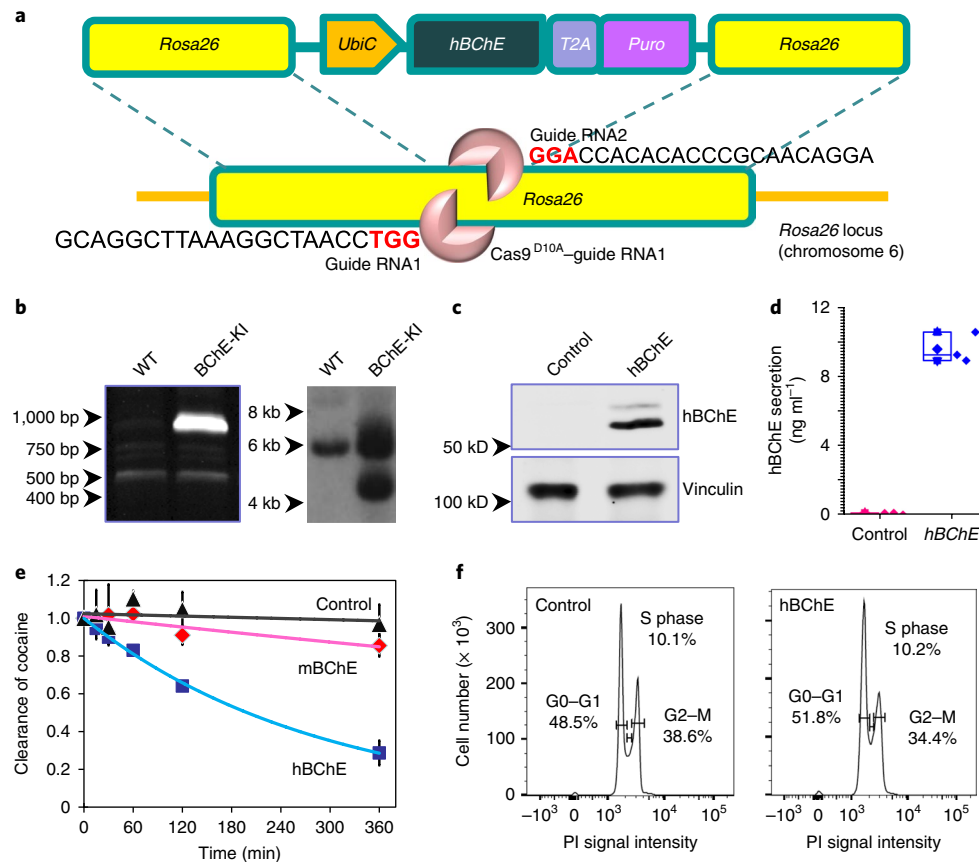 a
Rosa26 UbiC hBChE T2A Puro Rosa26
Guide RNA2
GGACCACACACCCGCAACAGGA
Rosa26
GCAGGCTTAAAGGCTAACCTGG
Guide RNA1
Cas9 D10A–guide RNA1
Rosa26 locus
(chromosome 6)
b
WT BChE-KI
1,000 bp
750 bp
500 bp
400 bp
WT BChE-KI
8 kb
6 kb
4 kb
c
Control hBChE
hBChE
50 kD
Vinculin
100 kD
d
hBChE secretion
(ng ml−1)
12
9
6
3
0
Control hBChE
e
Clearance of cocaine
1.2
1.0
0.8
0.6
0.4
0.2
0
Control
mBChE
hBChE
0 60 120 180 240 300 360
Time (min)
f
Cell number (× 10³)
300
200
100
0
Control
S phase
10.1%
G0–G1
48.5%
G2–M
38.6%
−10³ 10³ 10⁴ 10⁵
PI signal intensity
hBChE
S phase
10.2%
G0–G1
51.8%
G2–M
34.4%
−10³ 10³ 10⁴ 10⁵
PI signal intensity